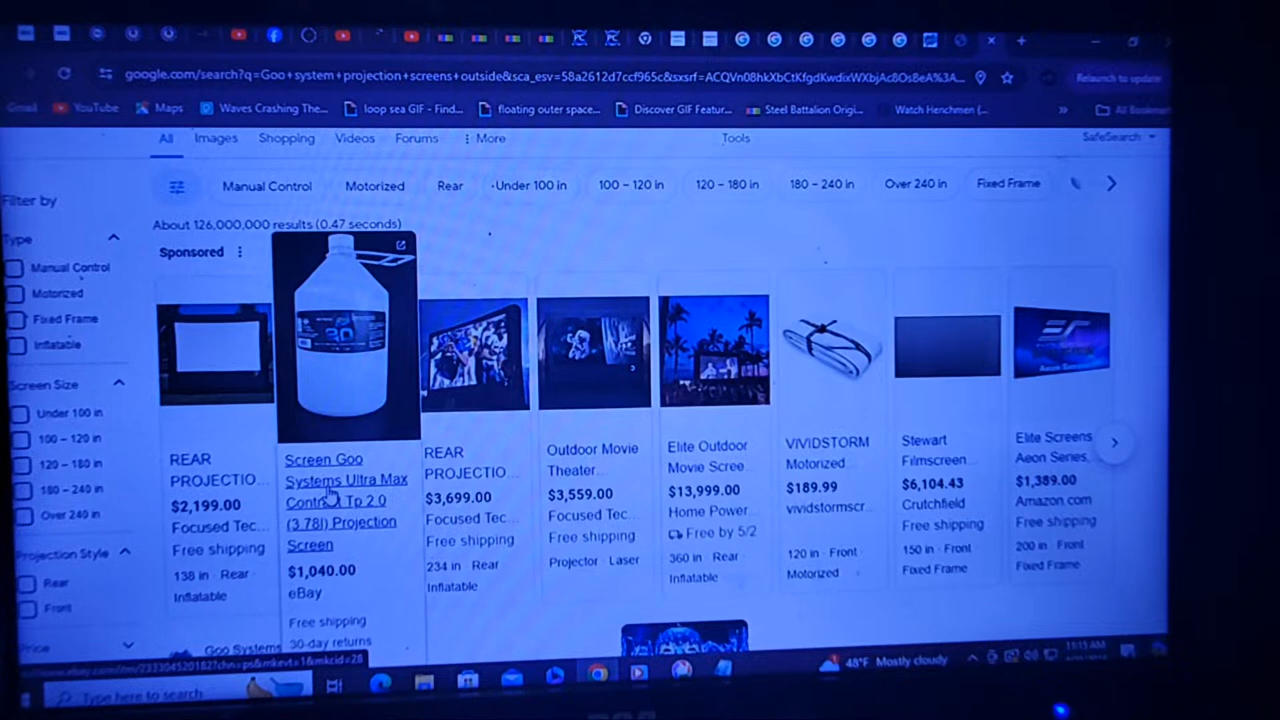 google.com/search?q=Goo+system+projection+screens+outside&sca_esv=58a2612d7ccf965c&sxsrf=
Relaunch to update
Gmail YouTube Maps Waves Crashing The... loop sea GIF - Find... floating outer space... Discover GIF Featur... Steel Battalion Origi... Watch Henchmen (... » All Bookmarks
All Images Shopping Videos Forums ⋮ More Tools SafeSearch
Manual Control Motorized Rear Under 100 in 100 – 120 in 120 – 180 in 180 – 240 in Over 240 in Fixed Frame
Filter by
About 126,000,000 results (0.47 seconds)
Sponsored ⋮
Type
Manual Control
Motorized
Fixed Frame
Inflatable
Screen Size
Under 100 in
100 – 120 in
120 – 180 in
180 – 240 in
Over 240 in
Projection Style
Rear
Front
Price
REAR
PROJECTIO...
$2,199.00
Focused Tec...
Free shipping
138 in · Rear ·
Inflatable
Screen Goo
Systems Ultra Max
Contrast Tp 2.0
(3.78l) Projection
Screen
$1,040.00
eBay
Free shipping
30-day returns
REAR
PROJECTIO...
$3,699.00
Focused Tec...
Free shipping
234 in · Rear ·
Inflatable
Outdoor Movie
Theater...
$3,559.00
Focused Tec...
Free shipping
Projector · Laser
Elite Outdoor
Movie Scree...
$13,999.00
Home Power...
Free by 5/2
360 in · Rear ·
Inflatable
VIVIDSTORM
Motorized...
$189.99
vividstormscr...
120 in · Front ·
Motorized
Stewart
Filmscreen...
$6,104.43
Crutchfield
Free shipping
150 in · Front ·
Fixed Frame
Elite Screens
Aeon Series,...
$1,389.00
Amazon.com
Free shipping
200 in · Front ·
Fixed Frame
Goo Systems
Type here to search
48°F Mostly cloudy
11:15 AM